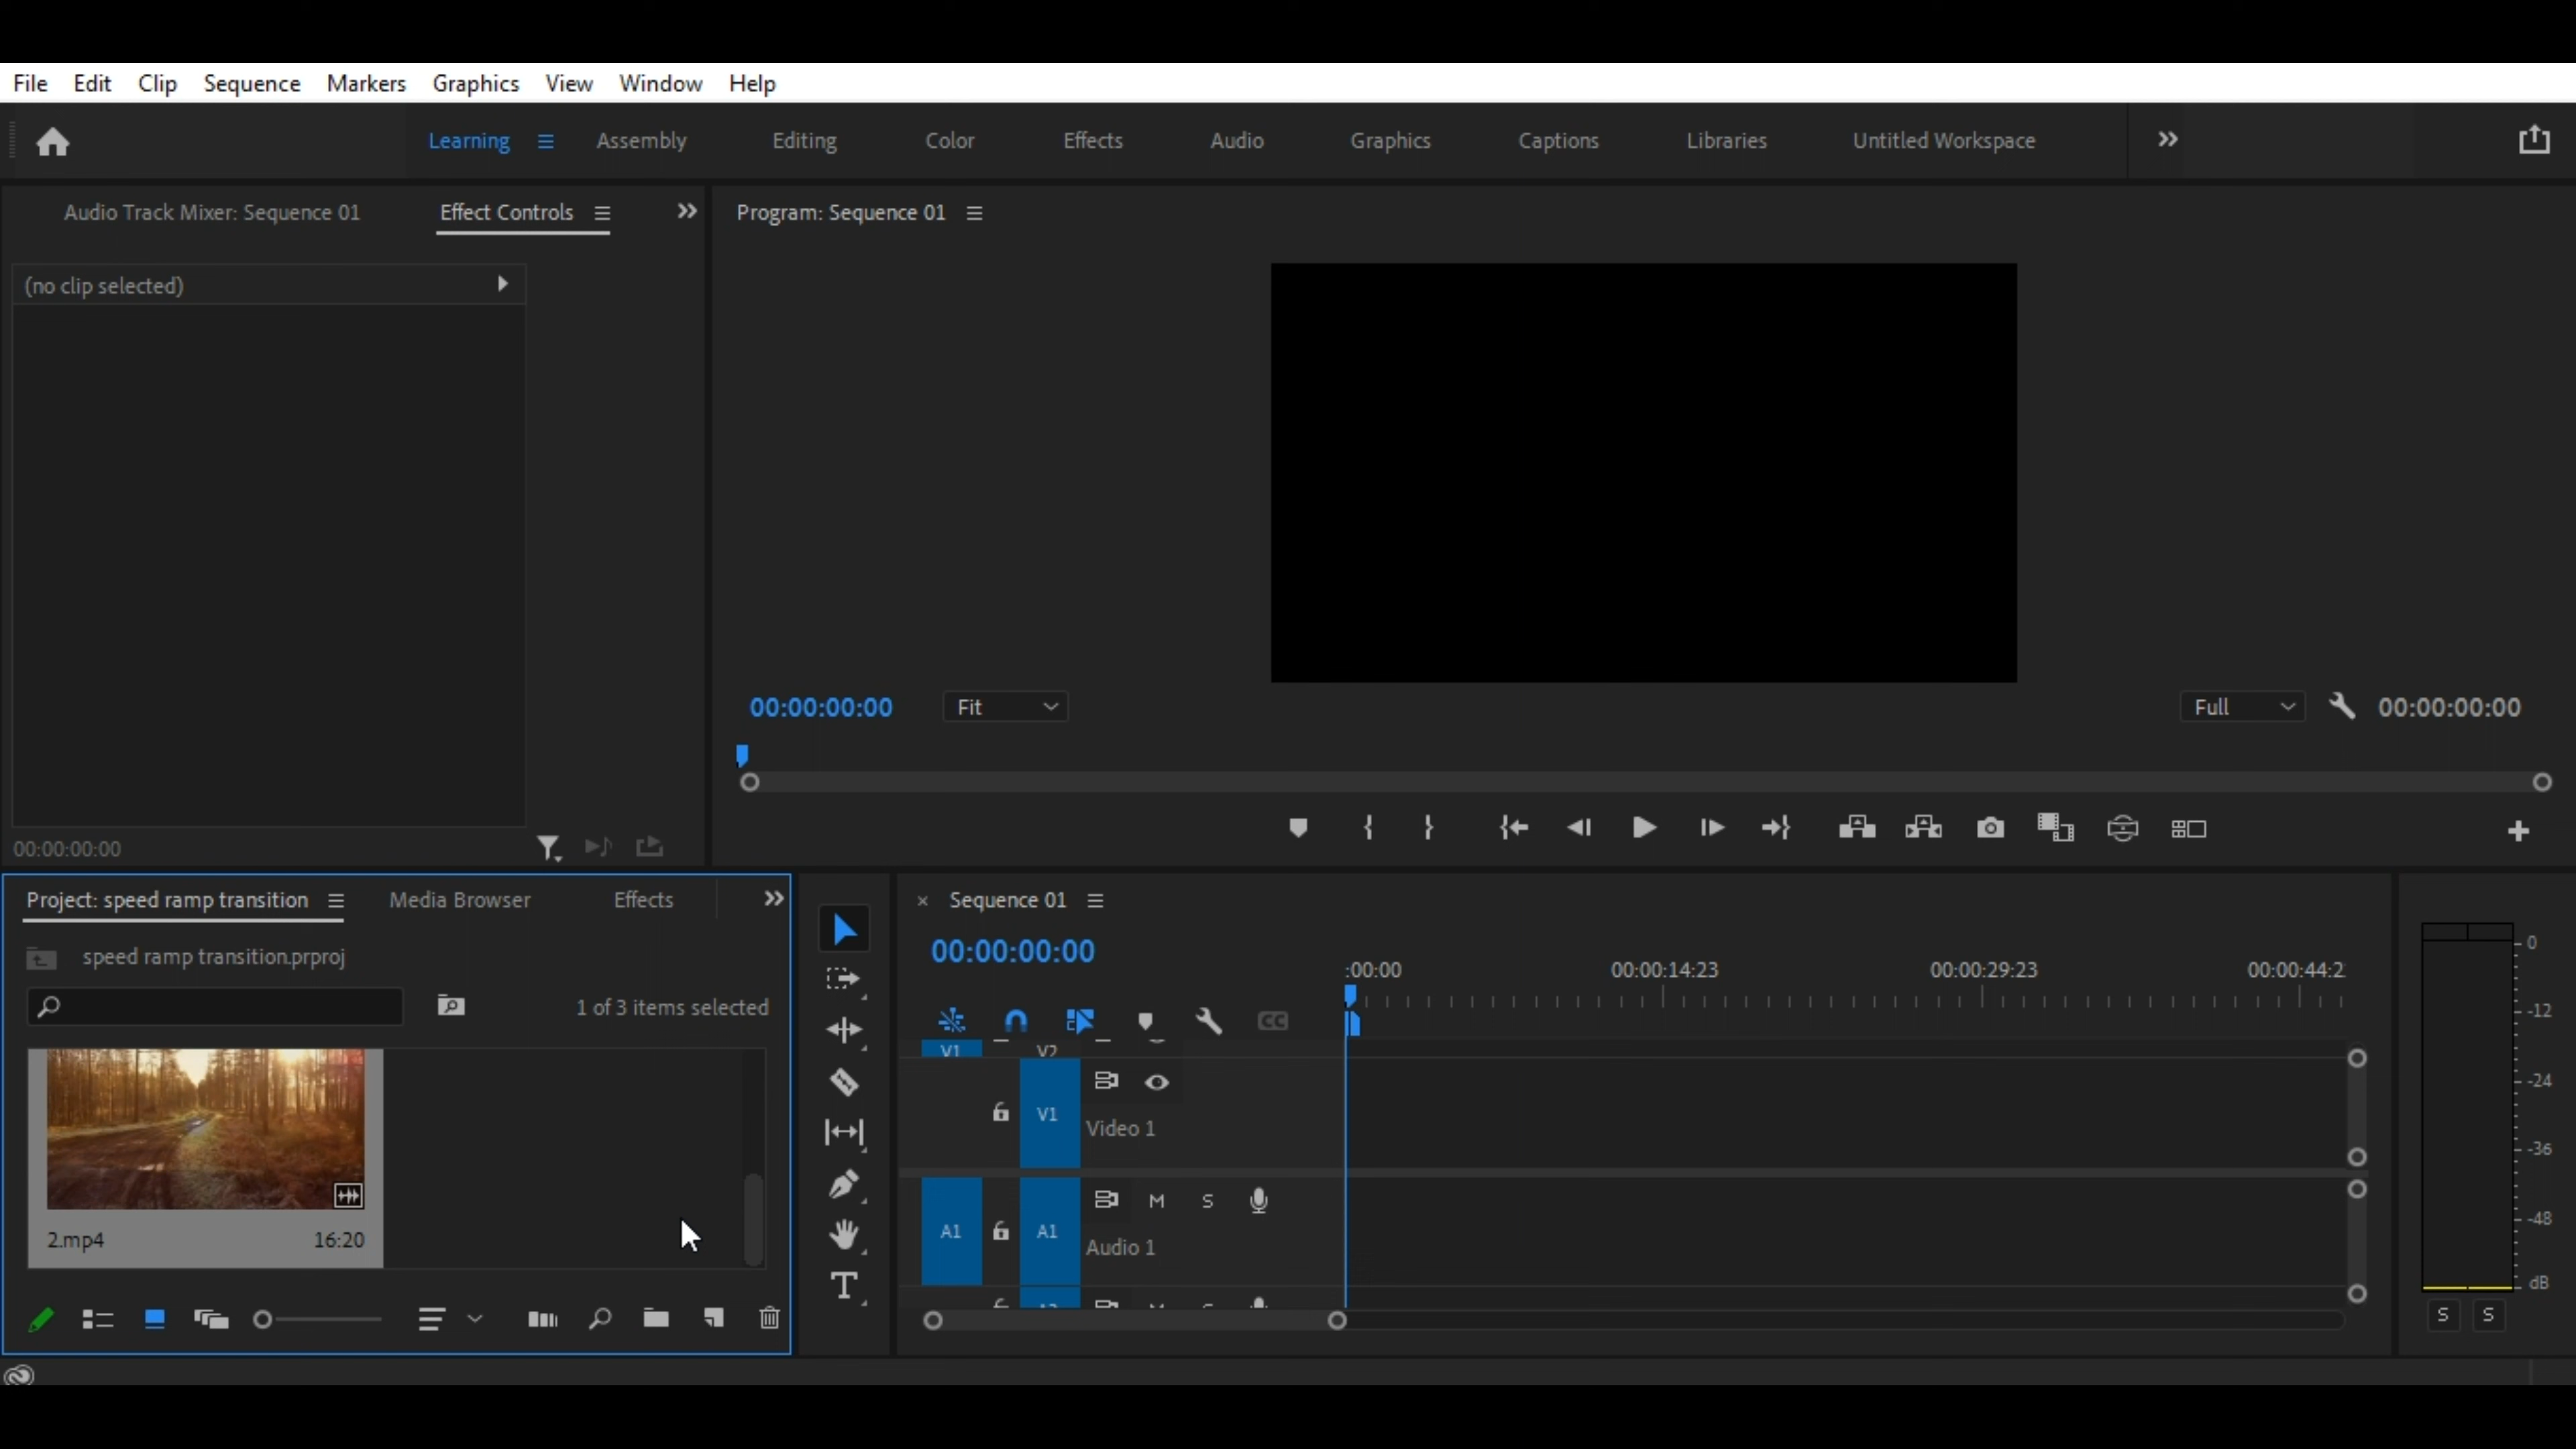 File Edit Clip Sequence Markers Graphics View Window Help
Learning Assembly Editing Color Effects Audio Graphics Captions Libraries Untitled Workspace
Audio Track Mixer: Sequence 01 Effect Controls
Program: Sequence 01
(no clip selected)
00:00:00:00 Fit Full 00:00:00:00
00:00:00:00
Project: speed ramp transition Media Browser Effects
speed ramp transition.prproj
1 of 3 items selected
2.mp4 16:20
Sequence 01
00:00:00:00
:00:00 00:00:14:23 00:00:29:23 00:00:44:2
CC
V1 V2
V1
Video 1
A1 A1 M S
Audio 1
T
0
-12
-24
-36
-48
dB
S S